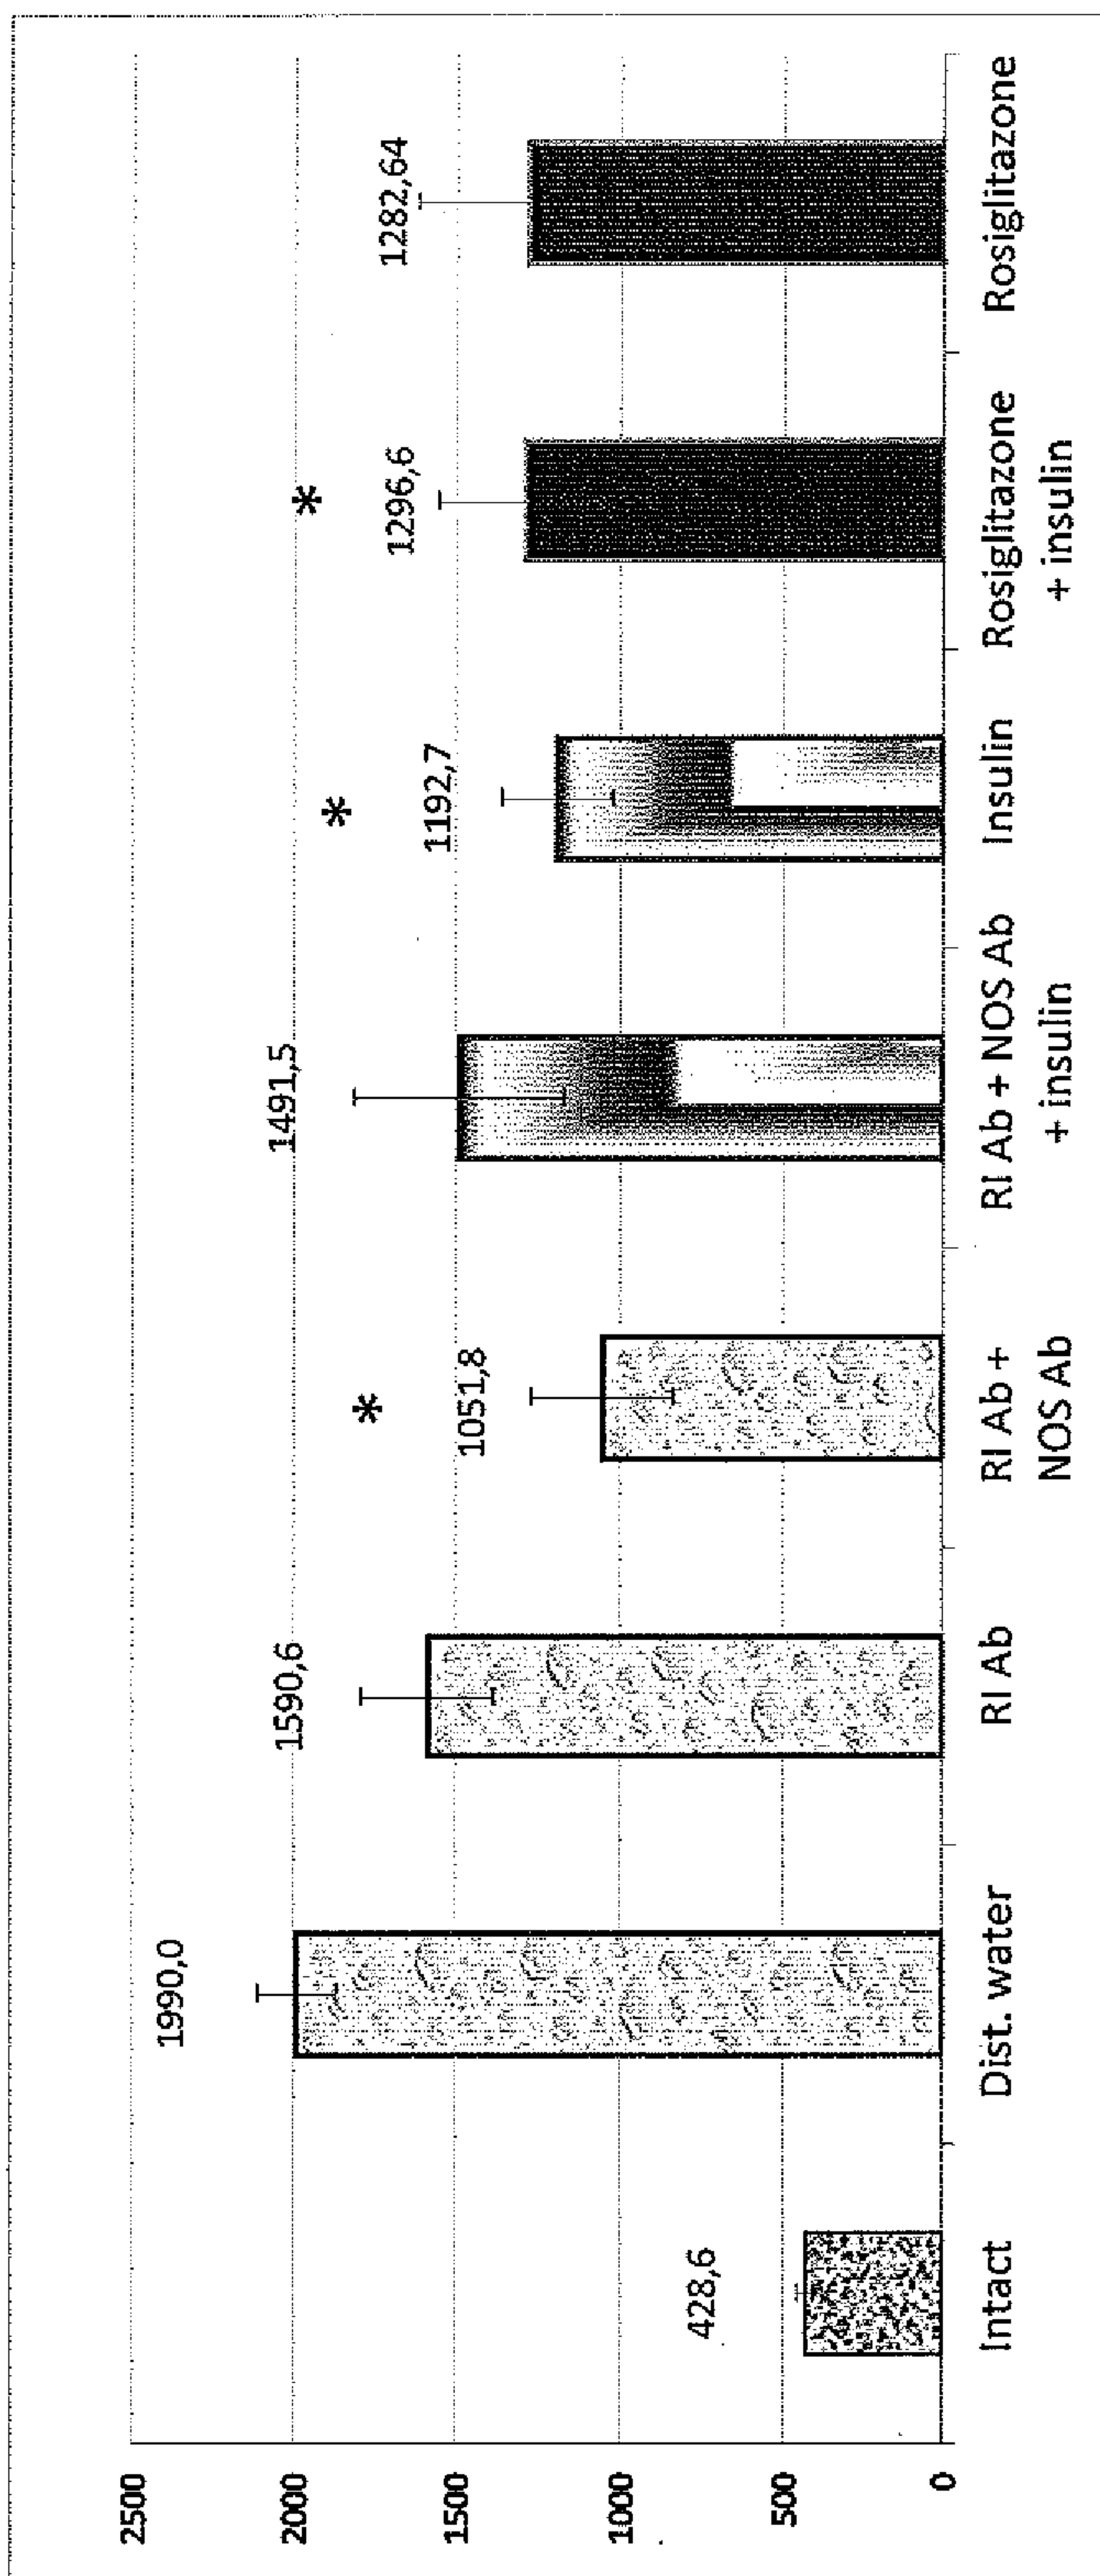 2500
2000
1500
1000
500
0
428,6
1990,0
1590,6
*
1051,8
1491,5
*
1192,7
*
1296,6
1282,64
Intact
Dist. water
RI Ab
RI Ab +
NOS Ab
RI Ab + NOS Ab
+ insulin
Insulin
Rosiglitazone
+ insulin
Rosiglitazone